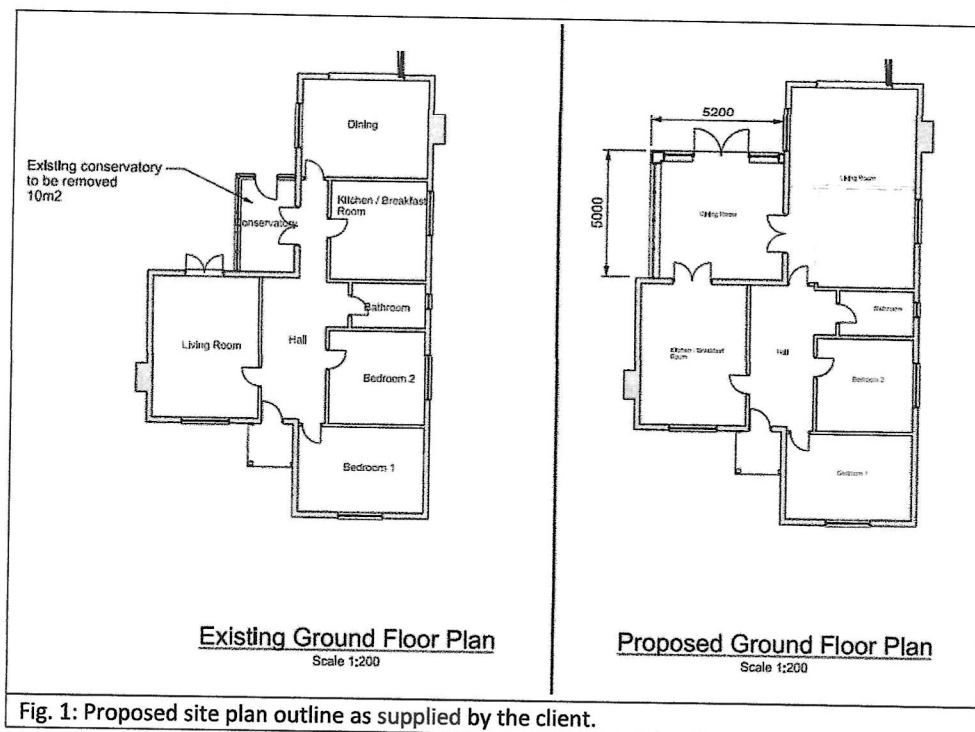 Dining
Existing conservatory
to be removed
10m2
Kitchen / Breakfast
Room
Conservatory
Bathroom
Living Room
Hall
Bedroom 2
Bedroom 1
Existing Ground Floor Plan
Scale 1:200
5200
5000
Living Room
Dining Room
Bathroom
Kitchen / Breakfast
Room
Hall
Bedroom 2
Bedroom 1
Proposed Ground Floor Plan
Scale 1:200
Fig. 1: Proposed site plan outline as supplied by the client.